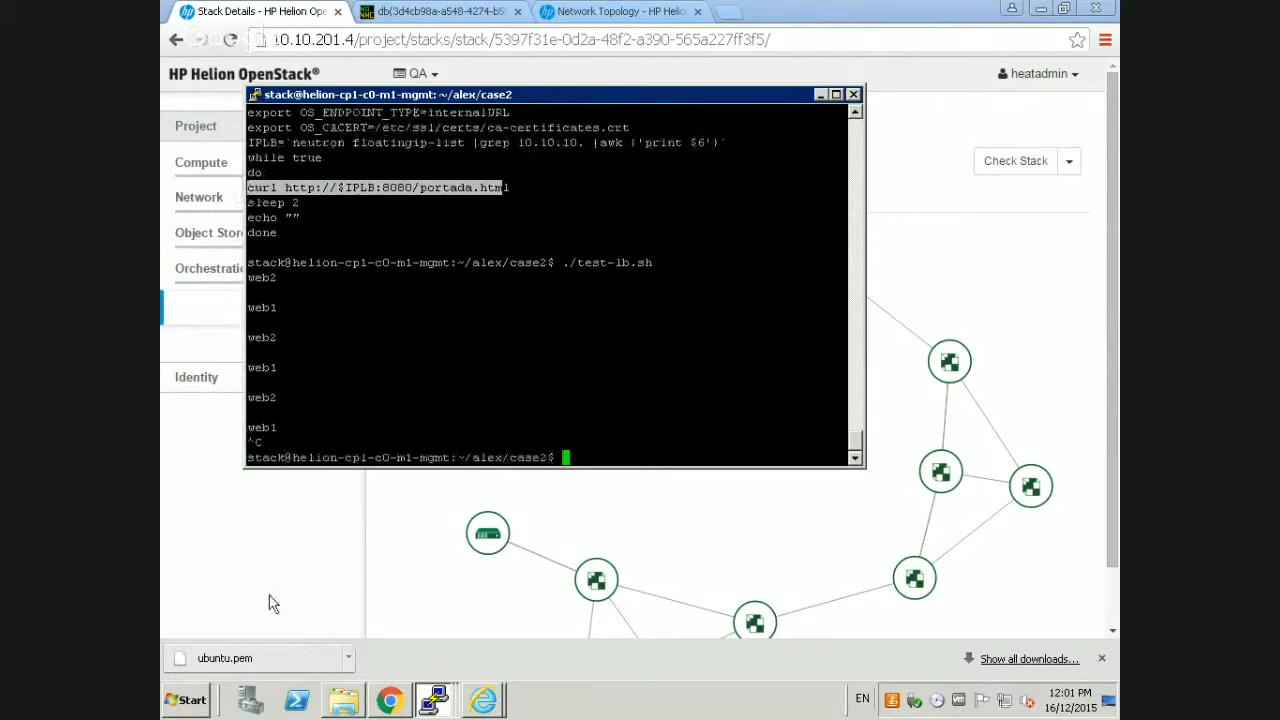 Stack Details - HP Helion Ope
db(3d4cb98a-a548-4274-b5
Network Topology - HP Helio
10.10.201.4/project/stacks/stack/5397f31e-0d2a-48f2-a390-565a227ff3f5/
HP Helion OpenStack®
QA
heatadmin
stack@helion-cp1-c0-m1-mgmt: ~/alex/case2
export OS_ENDPOINT_TYPE=internalURL
export OS_CACERT=/etc/ssl/certs/ca-certificates.crt
IPLB=`neutron floatingip-list |grep 10.10.10. |awk {'print $6'}`
while true
do
curl http://$IPLB:8080/portada.html
sleep 2
echo ""
done
stack@helion-cp1-c0-m1-mgmt:~/alex/case2$ ./test-lb.sh
web2
web1
web2
web1
web2
web1
^C
stack@helion-cp1-c0-m1-mgmt:~/alex/case2$
Project
Compute
Network
Object Stor
Orchestrati
Identity
Check Stack
ubuntu.pem
Show all downloads...
Start
EN
12:01 PM
16/12/2015